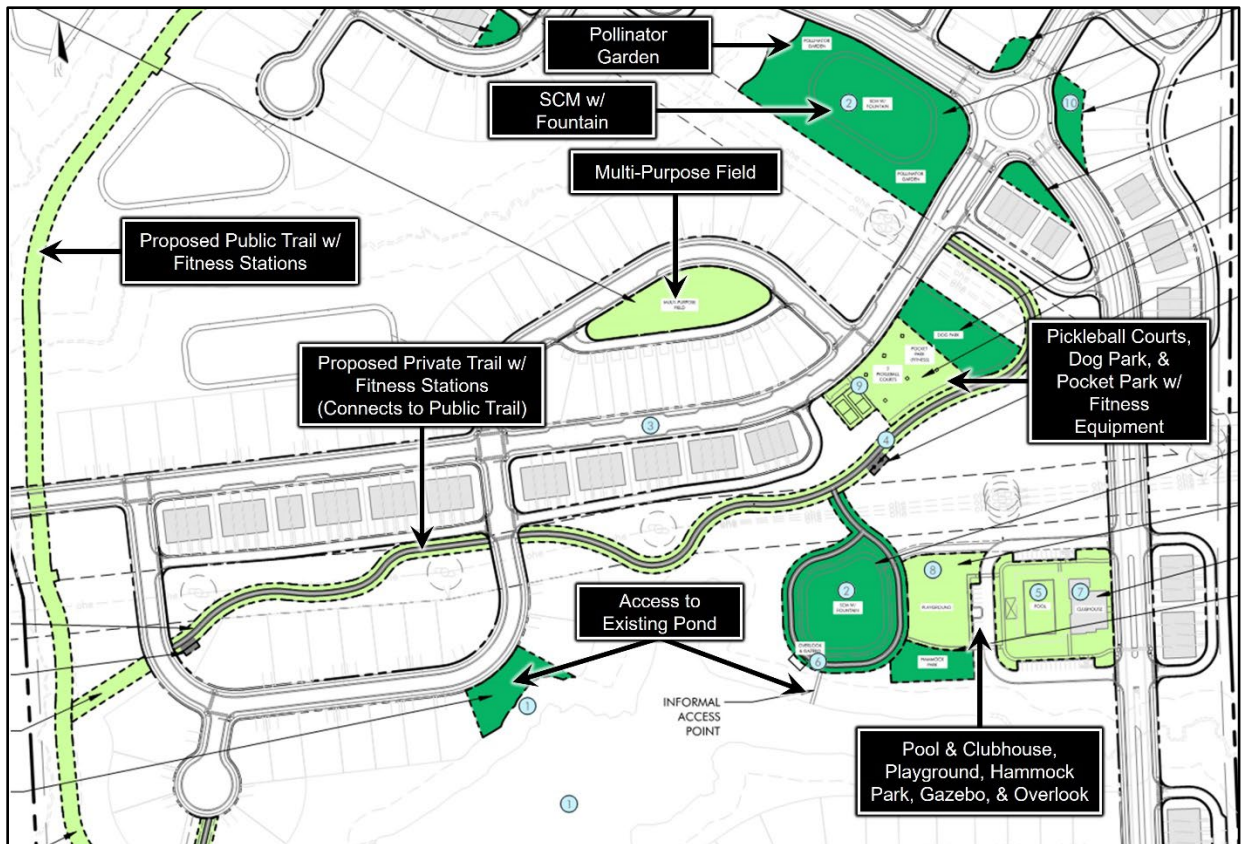 N
Pollinator
Garden
POLLINATOR
GARDEN
SCM w/
Fountain
2
SCM W/
FOUNTAIN
10
POLLINATOR
GARDEN
Multi-Purpose Field
Proposed Public Trail w/
Fitness Stations
MULTI-PURPOSE
FIELD
DOG PARK
Pickleball Courts,
Dog Park, &
Pocket Park w/
Fitness
Equipment
POCKET
PARK
(FITNESS)
PICKLEBALL
COURTS
9
Proposed Private Trail w/
Fitness Stations
(Connects to Public Trail)
3
4
8
2
SCM W/
FOUNTAIN
PLAYGROUND
5
POOL
7
CLUBHOUSE
Access to
Existing Pond
OVERLOOK
& GAZEBO
6
HAMMOCK
PARK
INFORMAL
ACCESS
POINT
1
Pool & Clubhouse,
Playground, Hammock
Park, Gazebo, & Overlook
1